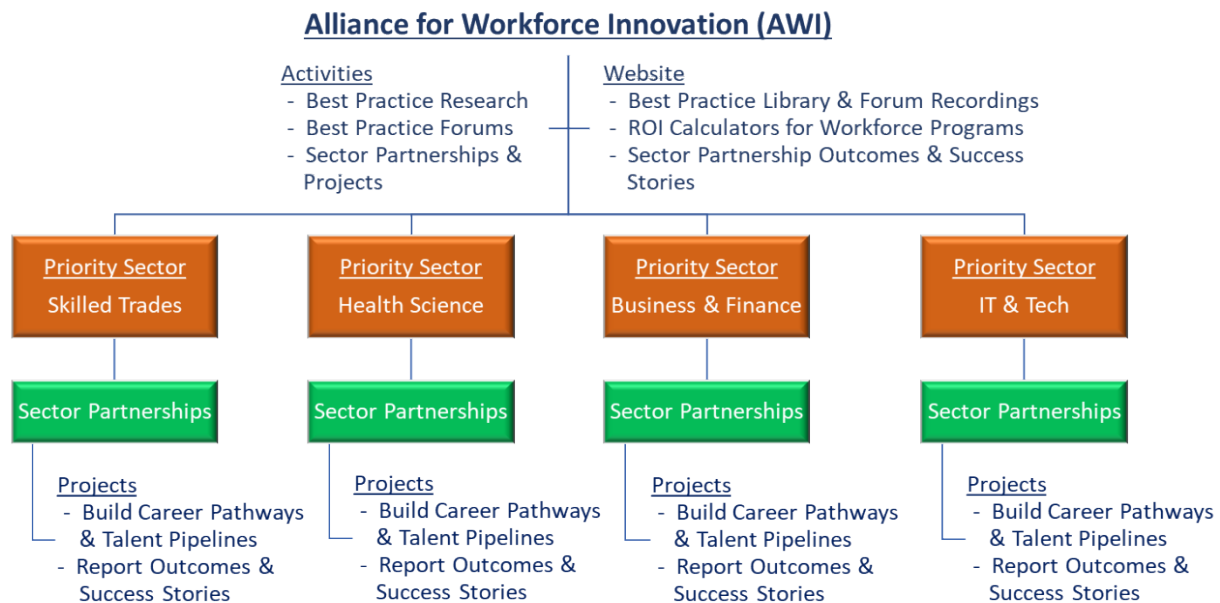 Alliance for Workforce Innovation (AWI)
Activities
- Best Practice Research
- Best Practice Forums
- Sector Partnerships &
Projects
Website
- Best Practice Library & Forum Recordings
- ROI Calculators for Workforce Programs
- Sector Partnership Outcomes & Success
Stories
Priority Sector
Skilled Trades
Priority Sector
Health Science
Priority Sector
Business & Finance
Priority Sector
IT & Tech
Sector Partnerships
Sector Partnerships
Sector Partnerships
Sector Partnerships
Projects
- Build Career Pathways
& Talent Pipelines
- Report Outcomes &
Success Stories
Projects
- Build Career Pathways
& Talent Pipelines
- Report Outcomes &
Success Stories
Projects
- Build Career Pathways
& Talent Pipelines
- Report Outcomes &
Success Stories
Projects
- Build Career Pathways
& Talent Pipelines
- Report Outcomes &
Success Stories